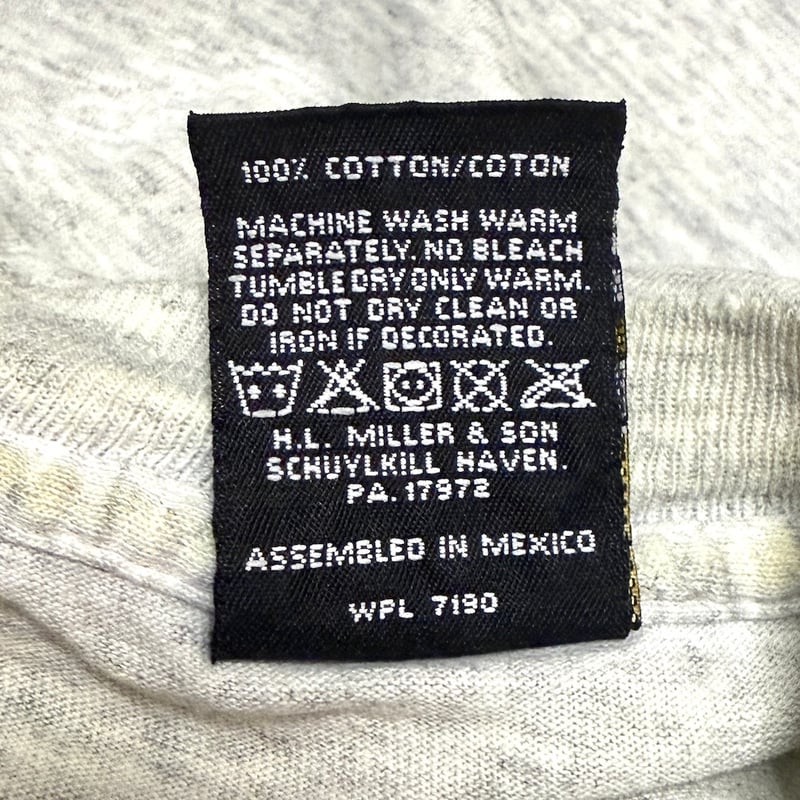 100% COTTON/COTON
MACHINE WASH WARM
SEPARATELY/NO BLEACH
TUMBLE DRY ONLY WARM.
DO NOT DRY CLEAN OR
IRON IF DECORATED.
H.L. MILLER & SON
SCHUYLKILL HAVEN.
PA. 17972
ASSEMBLED IN MEXICO
WPL 7190